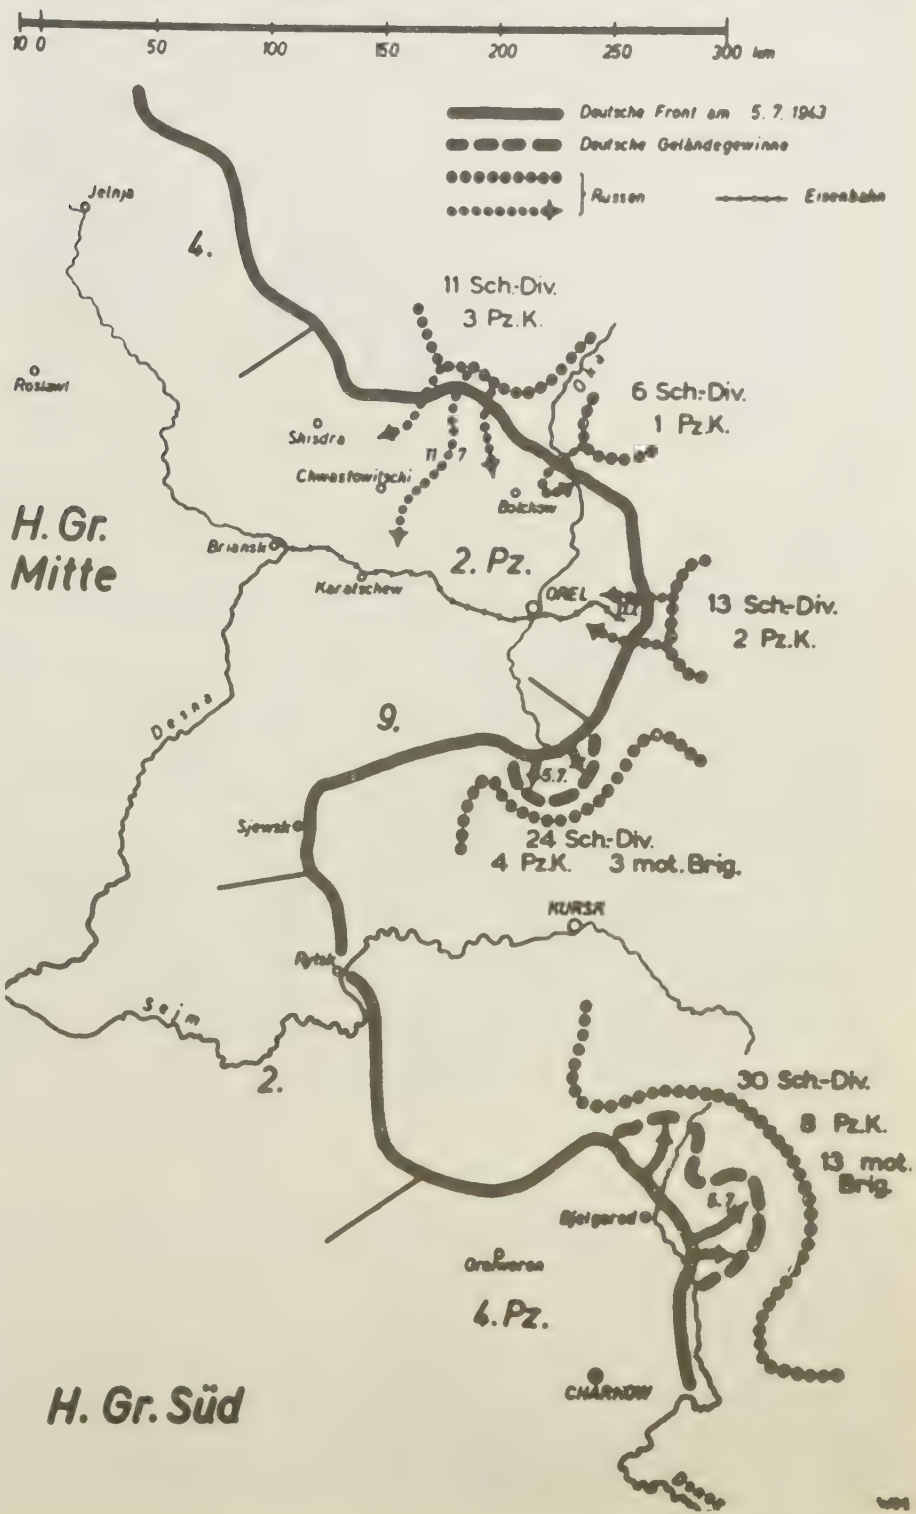 10 0 50 100 150 200 250 300 km
Deutsche Front am 5. 7. 1943
Deutsche Geländegewinne
Russen
Eisenbahn
Jelnja
4.
11 Sch.-Div.
3 Pz.K.
Roslawl
Oka
6 Sch.-Div.
1 Pz.K.
Shisdra
11 7
Chwastowitschi
Bolchow
H. Gr.
Mitte
Briansk
2. Pz.
Karatschew
OREL
13 Sch.-Div.
2 Pz.K.
Desna
9.
5.7.
Sjewsk
24 Sch.-Div.
4 Pz.K. 3 mot. Brig.
KURSK
Rylsk
Sejm
2.
30 Sch.-Div.
8 Pz.K.
13 mot.
Brig.
Bjelgorod
4. Pz.
CHARKOW
H. Gr. Süd